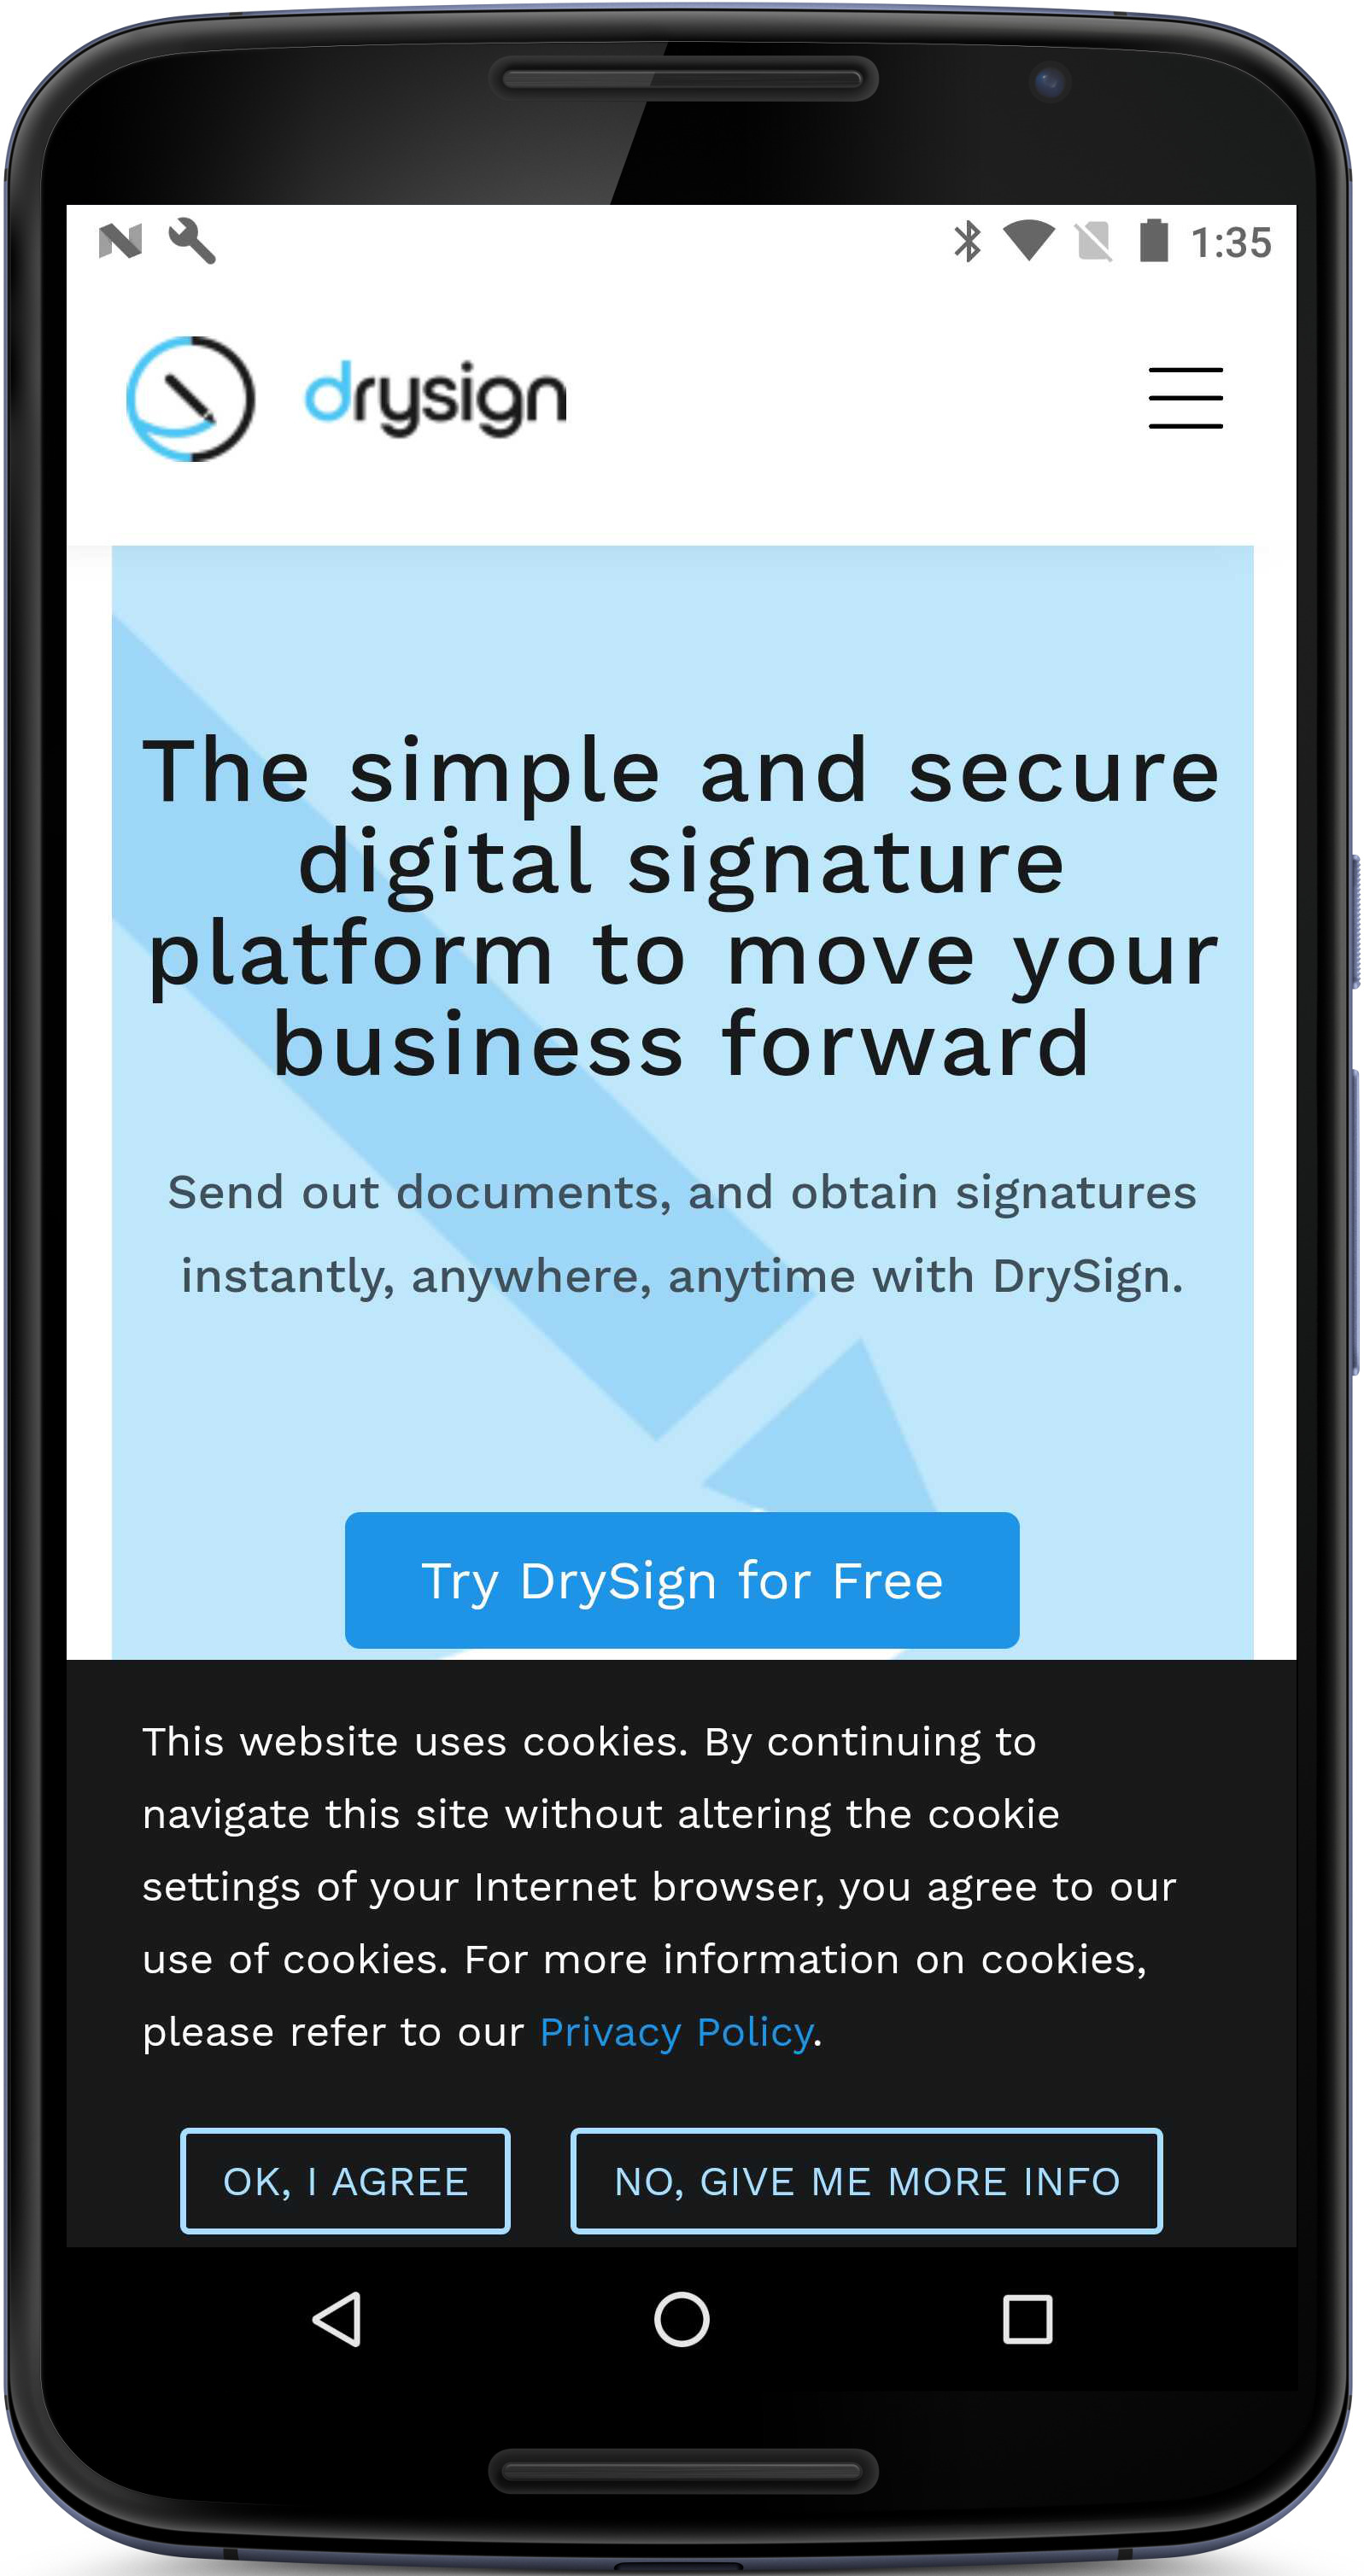 1:35
drysign
The simple and secure
digital signature
platform to move your
business forward
Send out documents, and obtain signatures
instantly, anywhere, anytime with DrySign.
Try DrySign for Free
This website uses cookies. By continuing to
navigate this site without altering the cookie
settings of your Internet browser, you agree to our
use of cookies. For more information on cookies,
please refer to our Privacy Policy.
OK, I AGREE
NO, GIVE ME MORE INFO